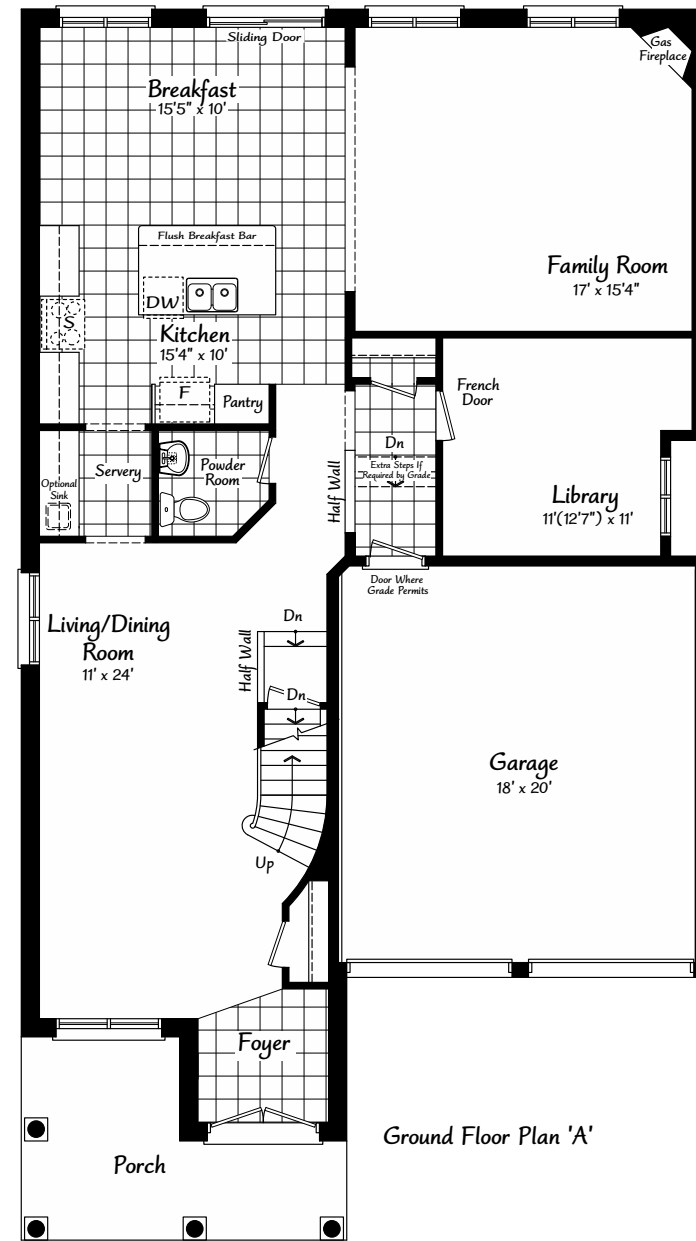 Sliding Door
Gas
Fireplace
Breakfast
15'5" x 10'
Flush Breakfast Bar
Family Room
17' x 15'4"
DW
S
Kitchen
15'4" x 10'
F
Pantry
French
Door
Dn
Extra Steps If
Required by Grade
Servery
Powder
Room
Optional
Sink
Half Wall
Library
11'(12'7") x 11'
Door Where
Grade Permits
Living/Dining
Room
11' x 24'
Dn
Half Wall
Dn
Garage
18' x 20'
Up
Foyer
Ground Floor Plan 'A'
Porch